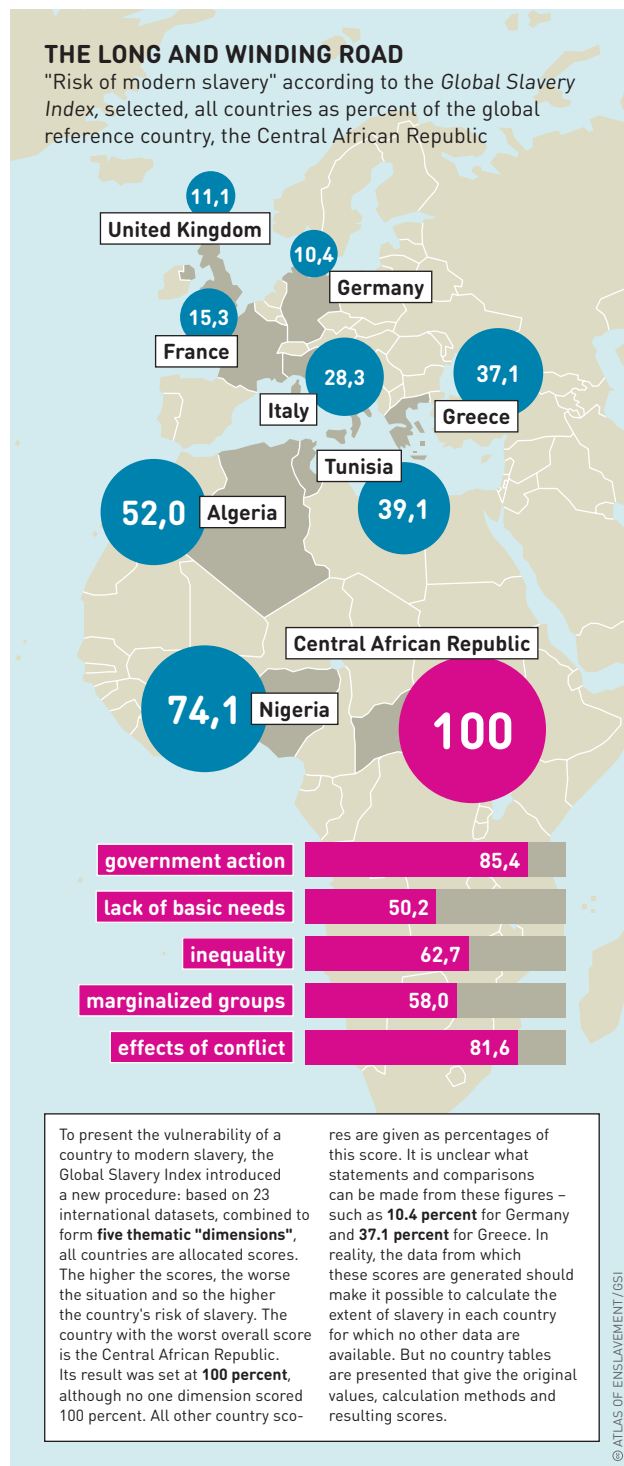 THE LONG AND WINDING ROAD
"Risk of modern slavery" according to the Global Slavery
Index, selected, all countries as percent of the global
reference country, the Central African Republic
11,1
United Kingdom
10,4
Germany
15,3
France
28,3
Italy
37,1
Greece
Tunisia
39,1
52,0
Algeria
Central African Republic
100
74,1
Nigeria
government action
85,4
lack of basic needs
50,2
inequality
62,7
marginalized groups
58,0
effects of conflict
81,6
To present the vulnerability of a
country to modern slavery, the
Global Slavery Index introduced
a new procedure: based on 23
international datasets, combined to
form five thematic "dimensions",
all countries are allocated scores.
The higher the scores, the worse
the situation and so the higher
the country's risk of slavery. The
country with the worst overall score
is the Central African Republic.
Its result was set at 100 percent,
although no one dimension scored
100 percent. All other country sco-
res are given as percentages of
this score. It is unclear what
statements and comparisons
can be made from these figures –
such as 10.4 percent for Germany
and 37.1 percent for Greece. In
reality, the data from which
these scores are generated should
make it possible to calculate the
extent of slavery in each country
for which no other data are
available. But no country tables
are presented that give the original
values, calculation methods and
resulting scores.
ATLAS OF ENSLAVEMENT / GSI